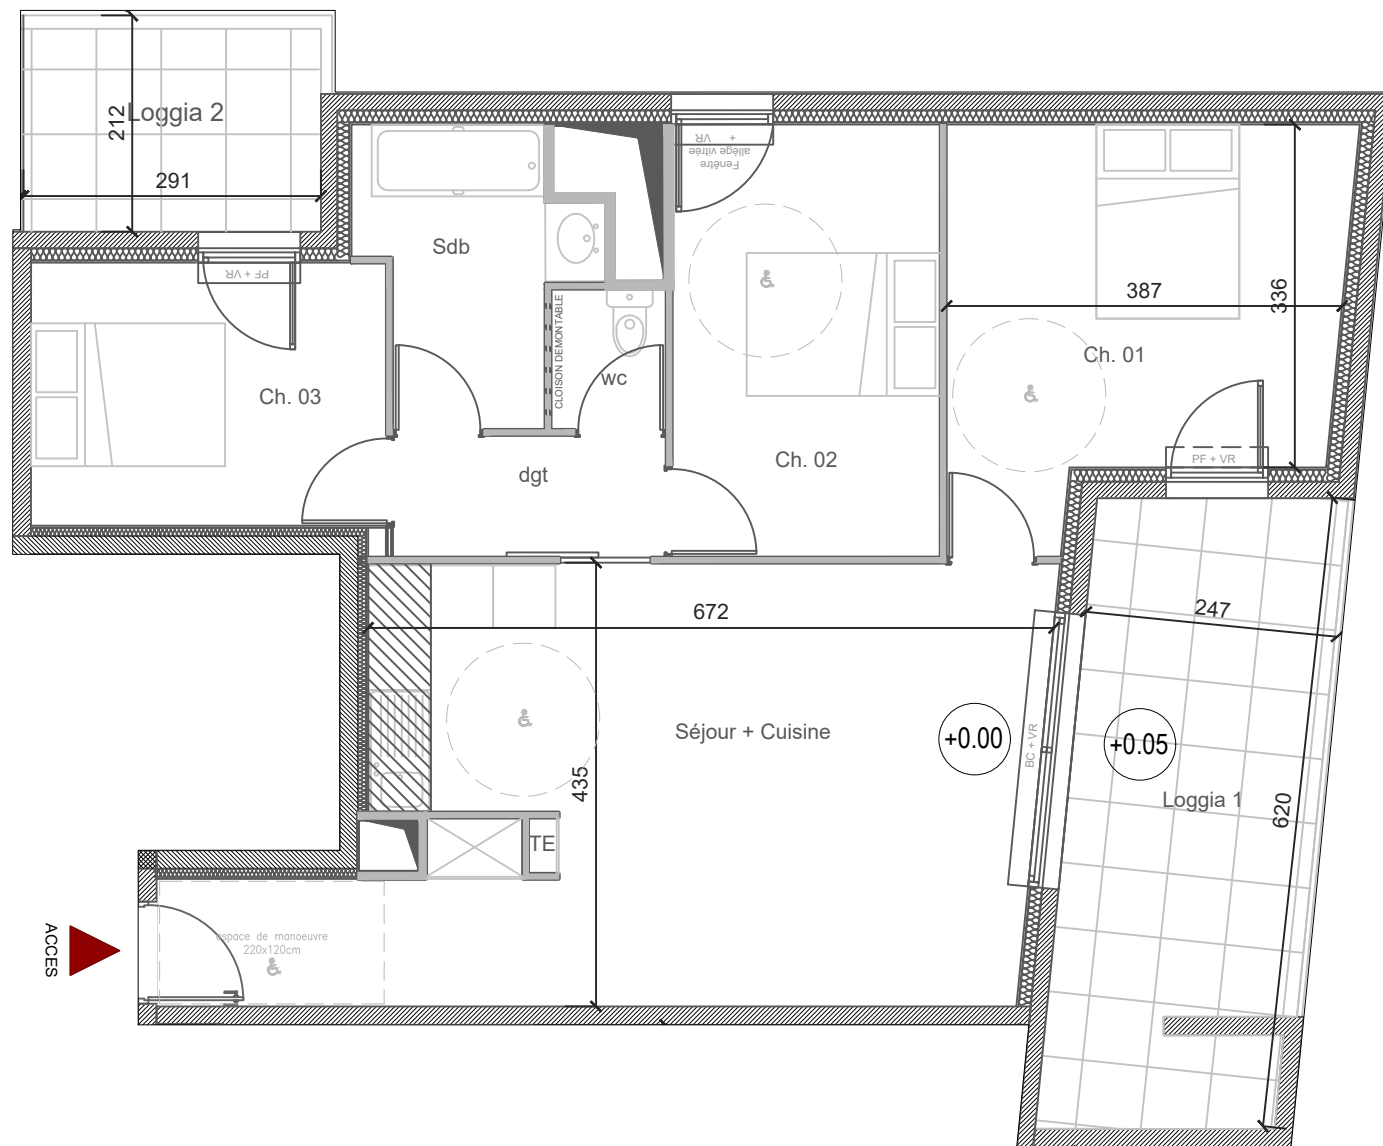 212
Loggia 2
291
Sdb
Fenêtre
allège vitrée
+
VR
387
336
Ch. 01
PF + VR
CLOISON DEMONTABLE
wc
Ch. 03
Ch. 02
dgt
PF + VR
672
247
435
Séjour + Cuisine
+0.00
BC + VR
+0.05
Loggia 1
620
TE
ACCES
espace de manoeuvre
220x120cm